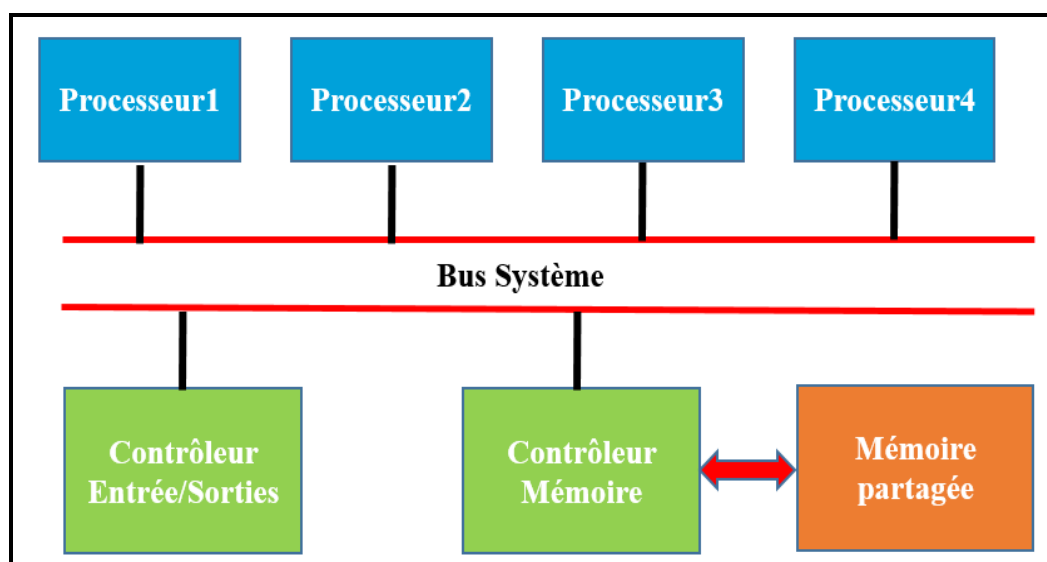 Processeur1
Processeur2
Processeur3
Processeur4
Bus Système
Contrôleur
Entrée/Sorties
Contrôleur
Mémoire
Mémoire
partagée